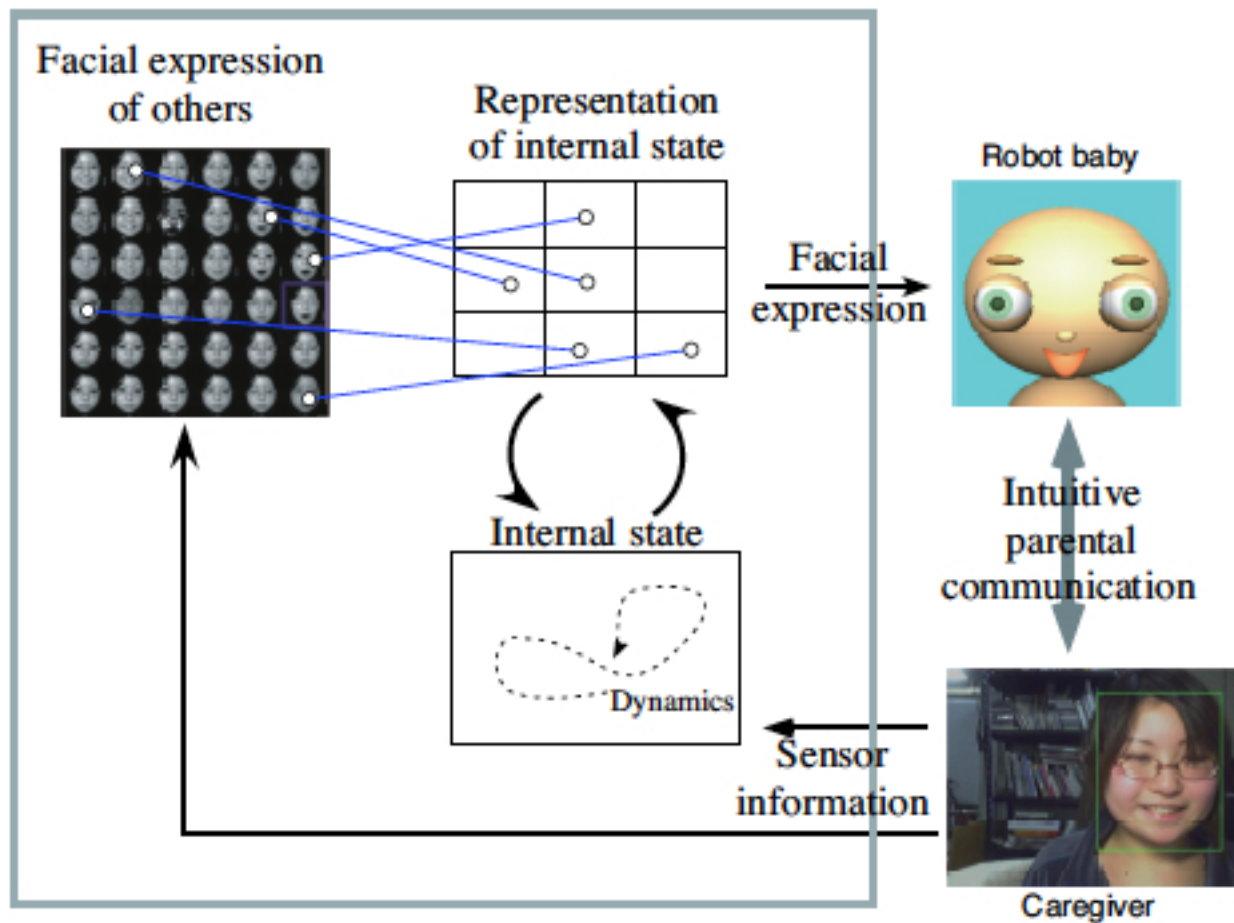 Facial expression
of others
Representation
of internal state
Robot baby
Facial
expression
Intuitive
parental
communication
Internal state
Dynamics
Sensor
information
Caregiver